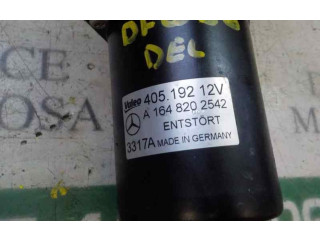 DEL
Valeo 405.192 12V
A 164 820 2542
ENTSTÖRT
3317A MADE IN GERMANY